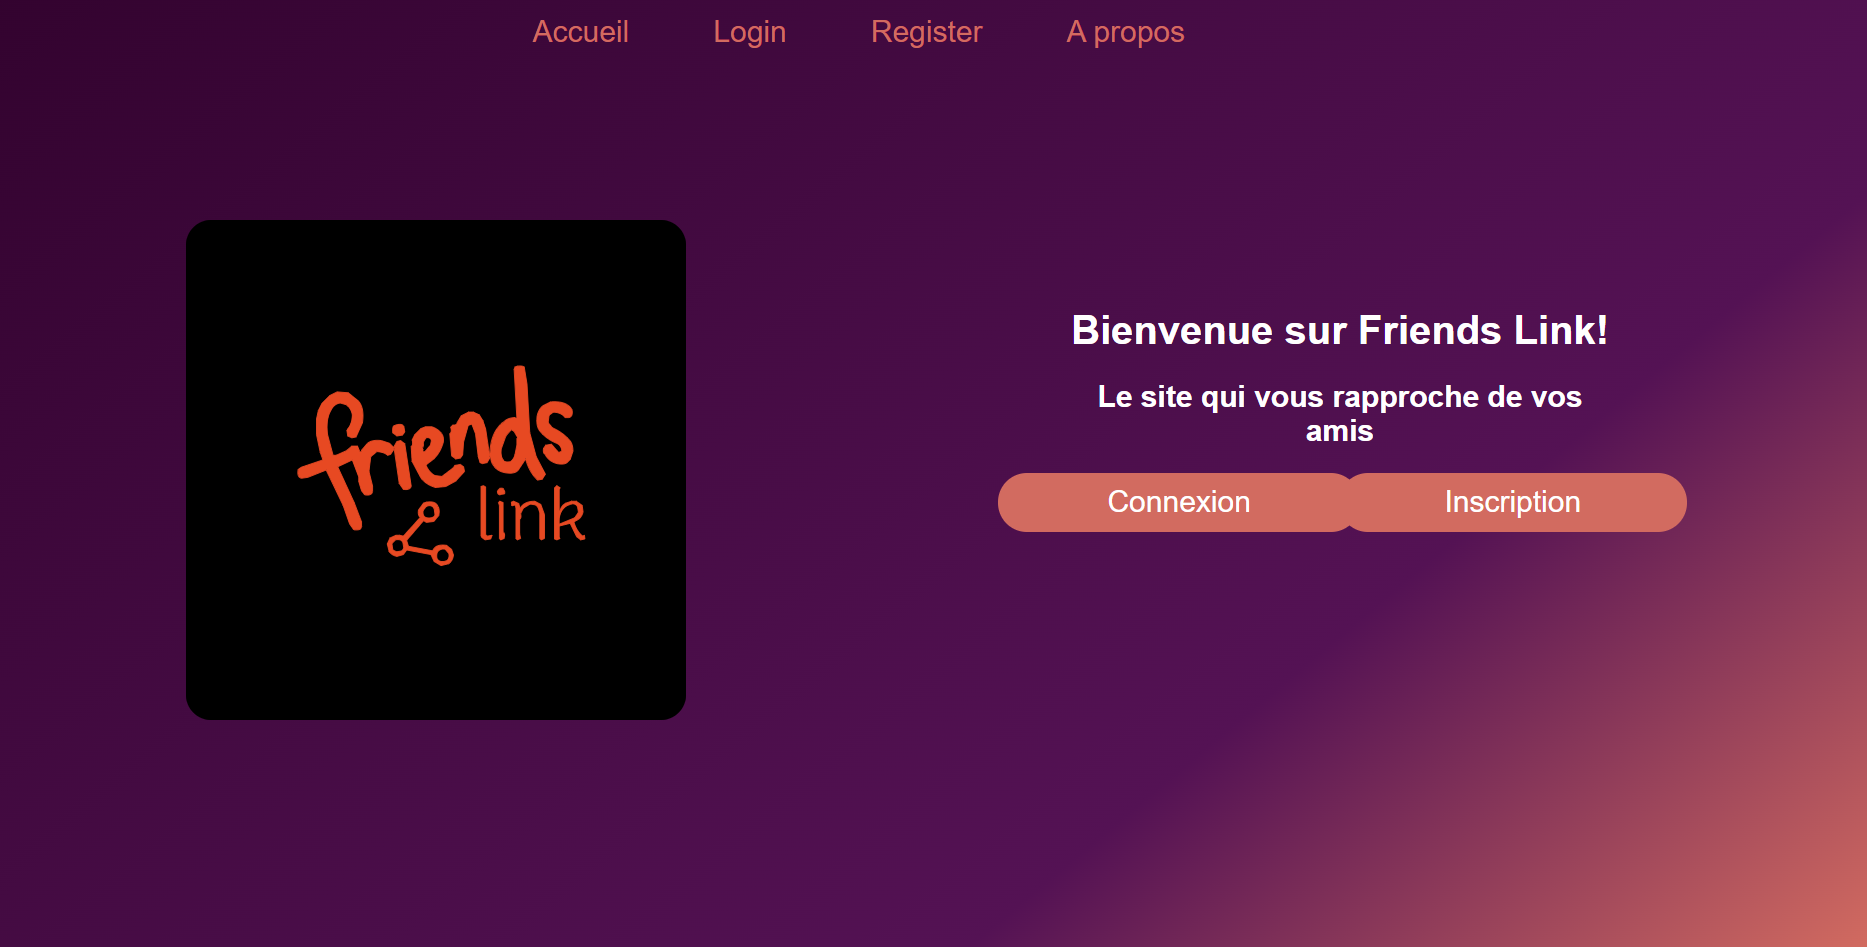 Accueil Login Register A propos
friends
link
Bienvenue sur Friends Link!
Le site qui vous rapproche de vos
amis
Connexion Inscription